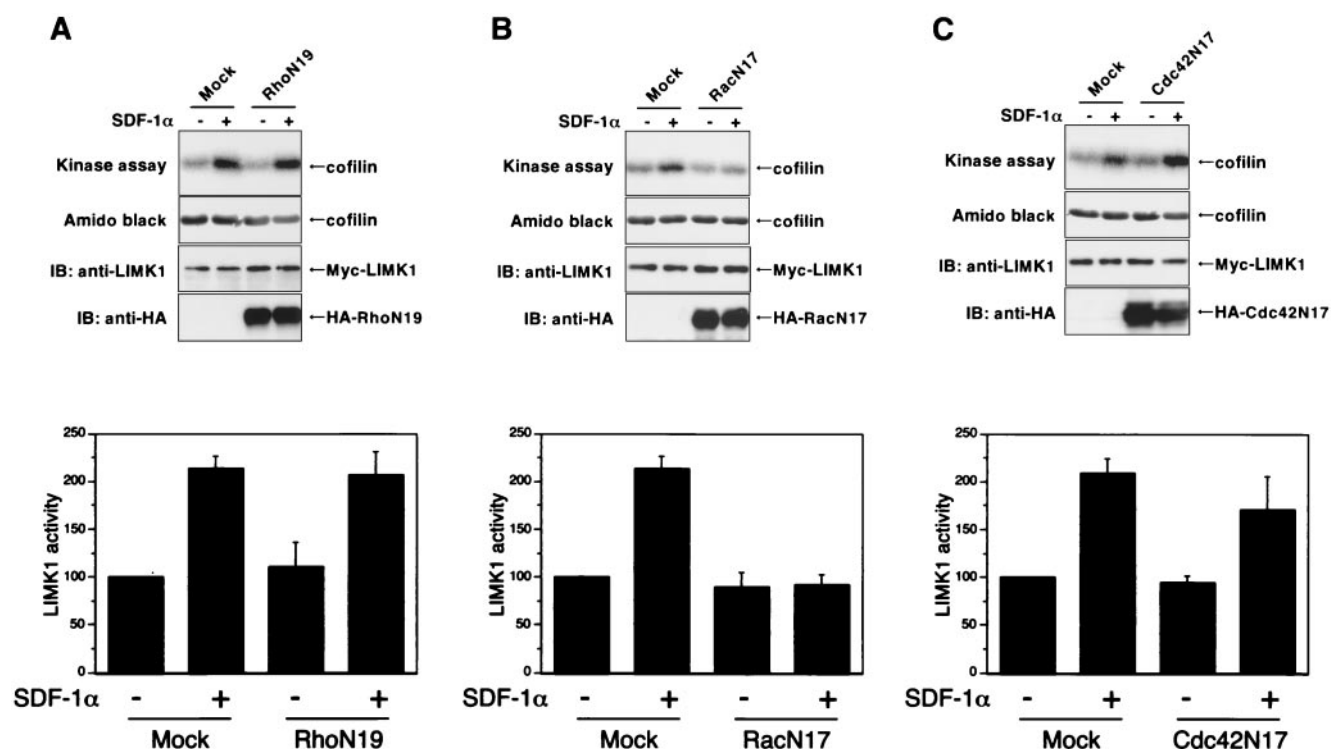 A
Mock RhoN19
SDF-1α - + - +
Kinase assay ←cofilin
Amido black ←cofilin
IB: anti-LIMK1 ←Myc-LIMK1
IB: anti-HA ←HA-RhoN19
B
Mock RacN17
SDF-1α - + - +
Kinase assay ←cofilin
Amido black ←cofilin
IB: anti-LIMK1 ←Myc-LIMK1
IB: anti-HA ←HA-RacN17
C
Mock Cdc42N17
SDF-1α - + - +
Kinase assay ←cofilin
Amido black ←cofilin
IB: anti-LIMK1 ←Myc-LIMK1
IB: anti-HA ←HA-Cdc42N17
LIMK1 activity
250
200
150
100
50
0
SDF-1α - + - +
Mock RhoN19
LIMK1 activity
250
200
150
100
50
0
SDF-1α - + - +
Mock RacN17
LIMK1 activity
250
200
150
100
50
0
SDF-1α - + - +
Mock Cdc42N17